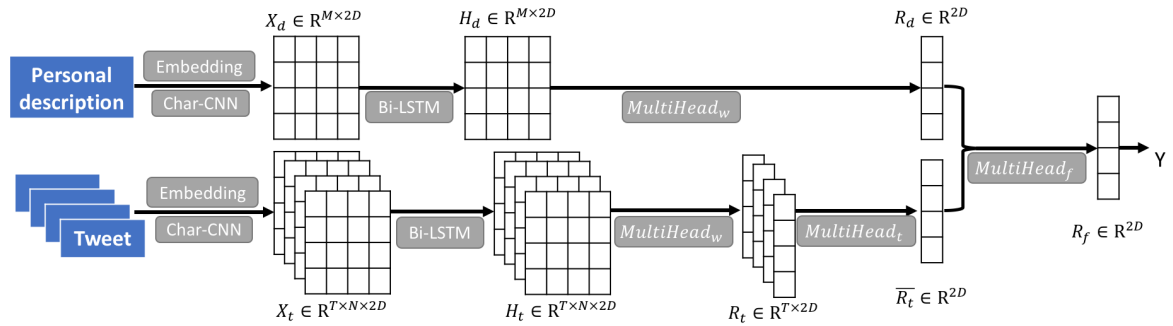 X_d ∈ R^{M×2D}
H_d ∈ R^{M×2D}
R_d ∈ R^{2D}
Personal
description
Embedding
Char-CNN
Bi-LSTM
MultiHead_w
MultiHead_f
Y
R_f ∈ R^{2D}
Tweet
Embedding
Char-CNN
Bi-LSTM
MultiHead_w
MultiHead_t
X_t ∈ R^{T×N×2D}
H_t ∈ R^{T×N×2D}
R_t ∈ R^{T×2D}
\overline{R_t} ∈ R^{2D}